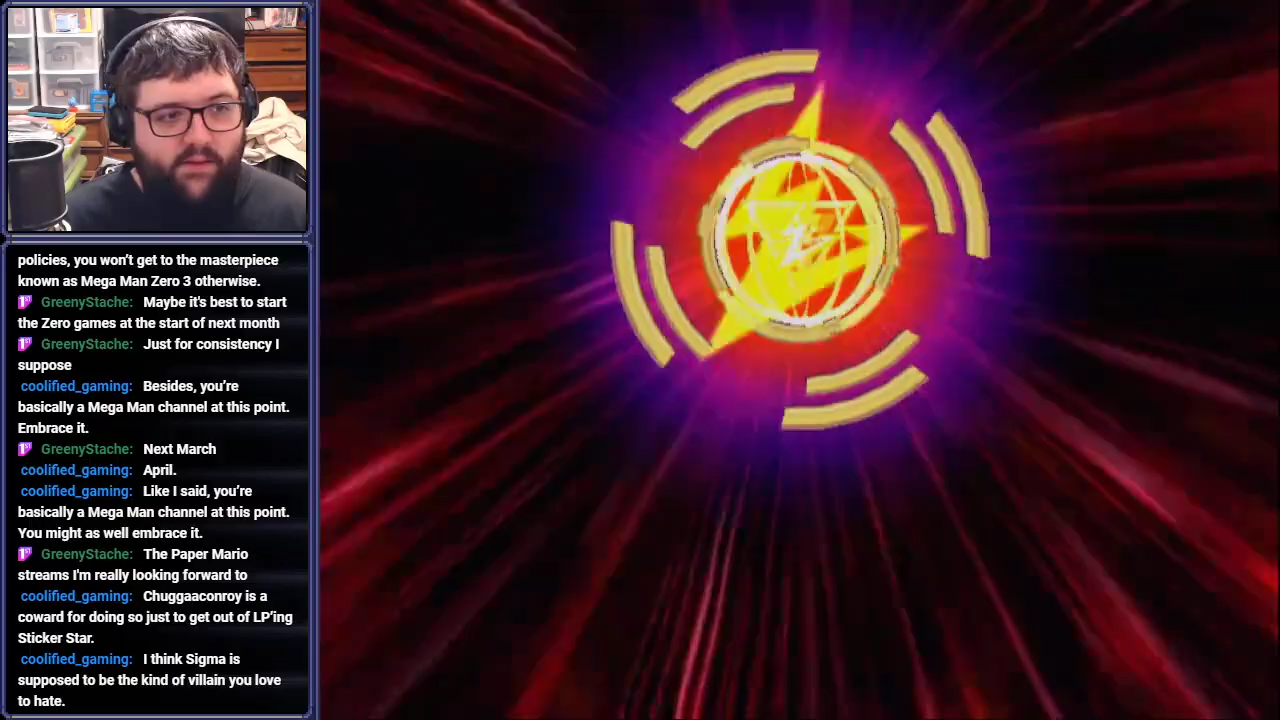 policies, you won't get to the masterpiece
known as Mega Man Zero 3 otherwise.
GreenyStache: Maybe it's best to start
the Zero games at the start of next month
GreenyStache: Just for consistency I
suppose
coolified_gaming: Besides, you're
basically a Mega Man channel at this point.
Embrace it.
GreenyStache: Next March
coolified_gaming: April.
coolified_gaming: Like I said, you're
basically a Mega Man channel at this point.
You might as well embrace it.
GreenyStache: The Paper Mario
streams I'm really looking forward to
coolified_gaming: Chuggaaconroy is a
coward for doing so just to get out of LP'ing
Sticker Star.
coolified_gaming: I think Sigma is
supposed to be the kind of villain you love
to hate.